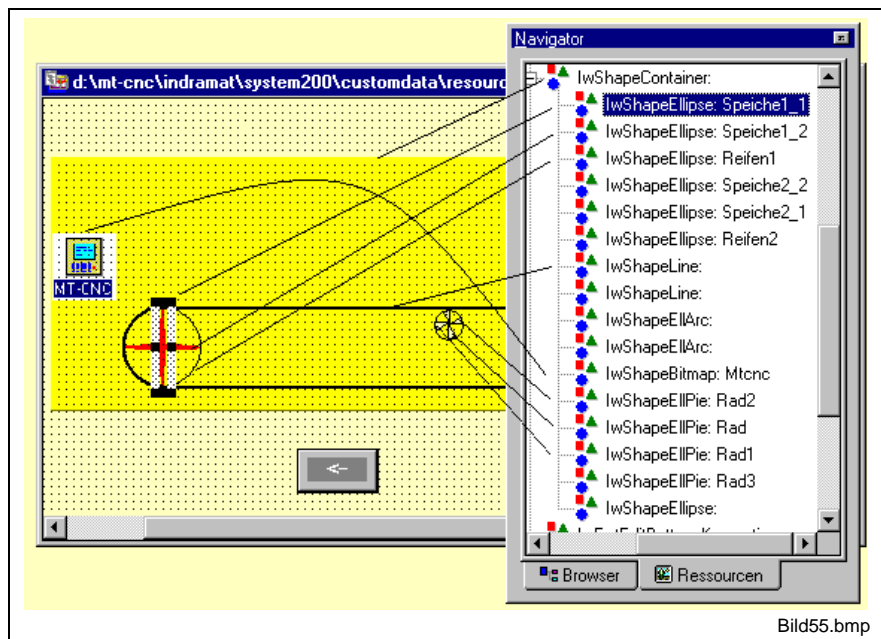 Navigator
d:\mt-cnc\indramat\system200\customdata\resourc
IwShapeContainer:
IwShapeEllipse: Speiche1_1
IwShapeEllipse: Speiche1_2
IwShapeEllipse: Reifen1
IwShapeEllipse: Speiche2_2
IwShapeEllipse: Speiche2_1
IwShapeEllipse: Reifen2
IwShapeLine:
IwShapeLine:
IwShapeEllArc:
IwShapeEllArc:
IwShapeBitmap: Mtcnc
IwShapeEllPie: Rad2
IwShapeEllPie: Rad
IwShapeEllPie: Rad1
IwShapeEllPie: Rad3
IwShapeEllipse:
MT-CNC
<-
Browser
Ressourcen
Bild55.bmp